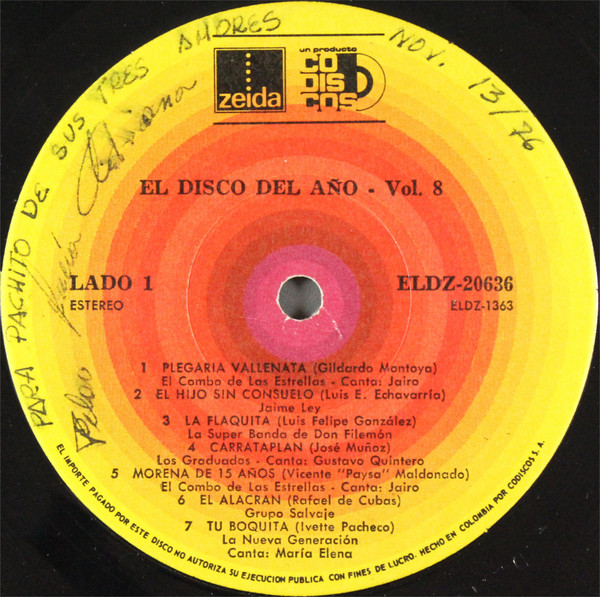 PARA PACHITO DE SUS TRES AMORES
NOV. 13/76
Adriana
zeida
un producto
CO
DIS
COS
EL DISCO DEL AÑO - Vol. 8
LADO 1
ESTEREO
ELDZ-20636
ELDZ-1363
1 PLEGARIA VALLENATA (Gildardo Montoya)
El Combo de Las Estrellas - Canta: Jairo
2 EL HIJO SIN CONSUELO (Luis E. Echavarría)
Jaime Ley
3 LA FLAQUITA (Luis Felipe González)
La Super Banda de Don Filemón
4 CARRATAPLAN (José Muñoz)
Los Graduados - Canta: Gustavo Quintero
5 MORENA DE 15 AÑOS (Vicente "Paysa" Maldonado)
El Combo de Las Estrellas - Canta: Jairo
6 EL ALACRAN (Rafael de Cubas)
Grupo Salvaje
7 TU BOQUITA (Ivette Pacheco)
La Nueva Generación
Canta: María Elena
EL IMPORTE PAGADO POR ESTE DISCO NO AUTORIZA SU EJECUCION PUBLICA CON FINES DE LUCRO. HECHO EN COLOMBIA POR CODISCOS S.A.